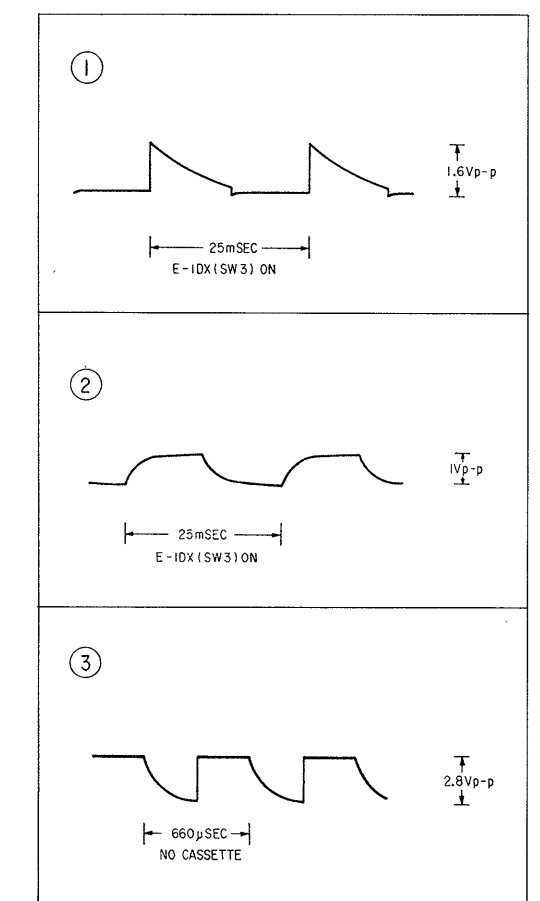 1
1.6Vp-p
25mSEC
E-IDX(SW3) ON
2
1Vp-p
25mSEC
E-IDX(SW3)ON
3
2.8Vp-p
660µSEC
NO CASSETTE